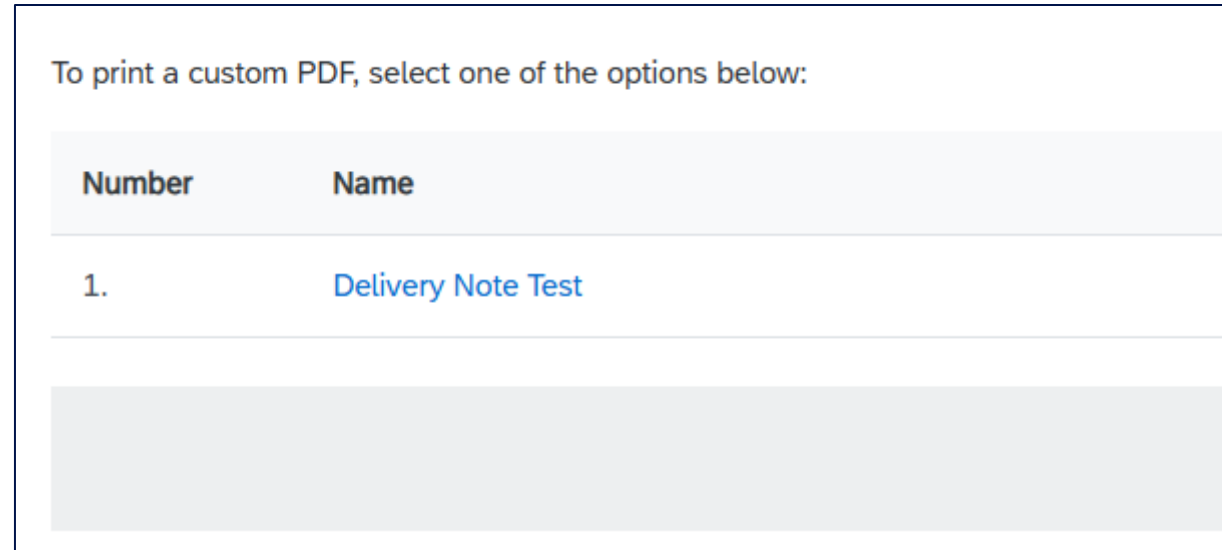 To print a custom PDF, select one of the options below:
Number Name
1. Delivery Note Test